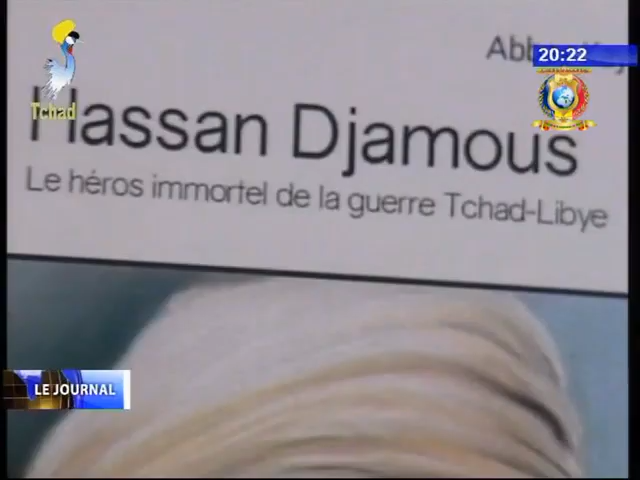 20:22
Tchad
Hassan Djamous
Le héros immortel de la guerre Tchad-Libye
LE JOURNAL